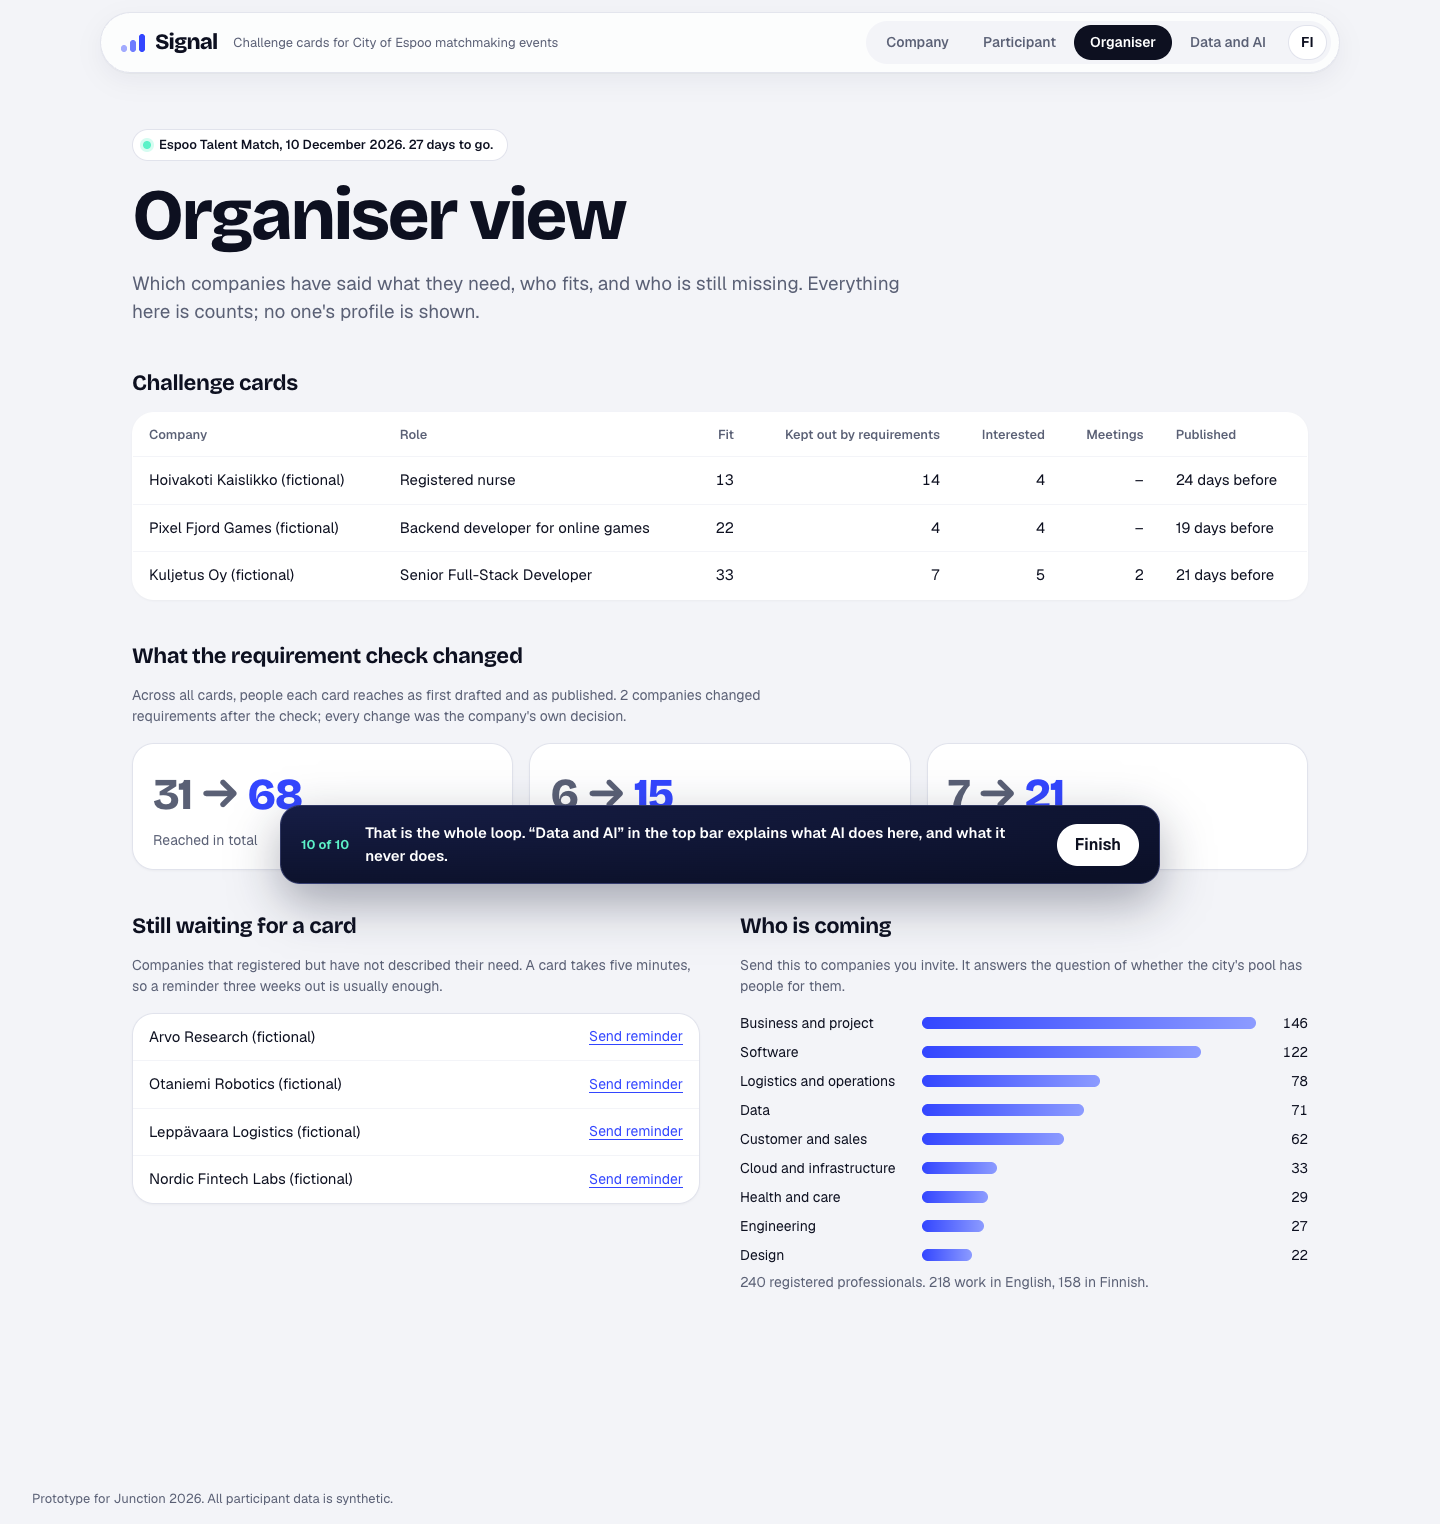 Signal
Challenge cards for City of Espoo matchmaking events
Company
Participant
Organiser
Data and AI
FI
Espoo Talent Match, 10 December 2026. 27 days to go.
Organiser view
Which companies have said what they need, who fits, and who is still missing. Everything
here is counts; no one's profile is shown.
Challenge cards
Company Role Fit Kept out by requirements Interested Meetings Published
Hoivakoti Kaislikko (fictional) Registered nurse 13 14 4 – 24 days before
Pixel Fjord Games (fictional) Backend developer for online games 22 4 4 – 19 days before
Kuljetus Oy (fictional) Senior Full-Stack Developer 33 7 5 2 21 days before
What the requirement check changed
Across all cards, people each card reaches as first drafted and as published. 2 companies changed
requirements after the check; every change was the company's own decision.
31 → 68
Reached in total
6 → 15
7 → 21
10 of 10
That is the whole loop. “Data and AI” in the top bar explains what AI does here, and what it
never does.
Finish
Still waiting for a card
Companies that registered but have not described their need. A card takes five minutes,
so a reminder three weeks out is usually enough.
Arvo Research (fictional) Send reminder
Otaniemi Robotics (fictional) Send reminder
Leppävaara Logistics (fictional) Send reminder
Nordic Fintech Labs (fictional) Send reminder
Who is coming
Send this to companies you invite. It answers the question of whether the city's pool has
people for them.
Business and project 146
Software 122
Logistics and operations 78
Data 71
Customer and sales 62
Cloud and infrastructure 33
Health and care 29
Engineering 27
Design 22
240 registered professionals. 218 work in English, 158 in Finnish.
Prototype for Junction 2026. All participant data is synthetic.